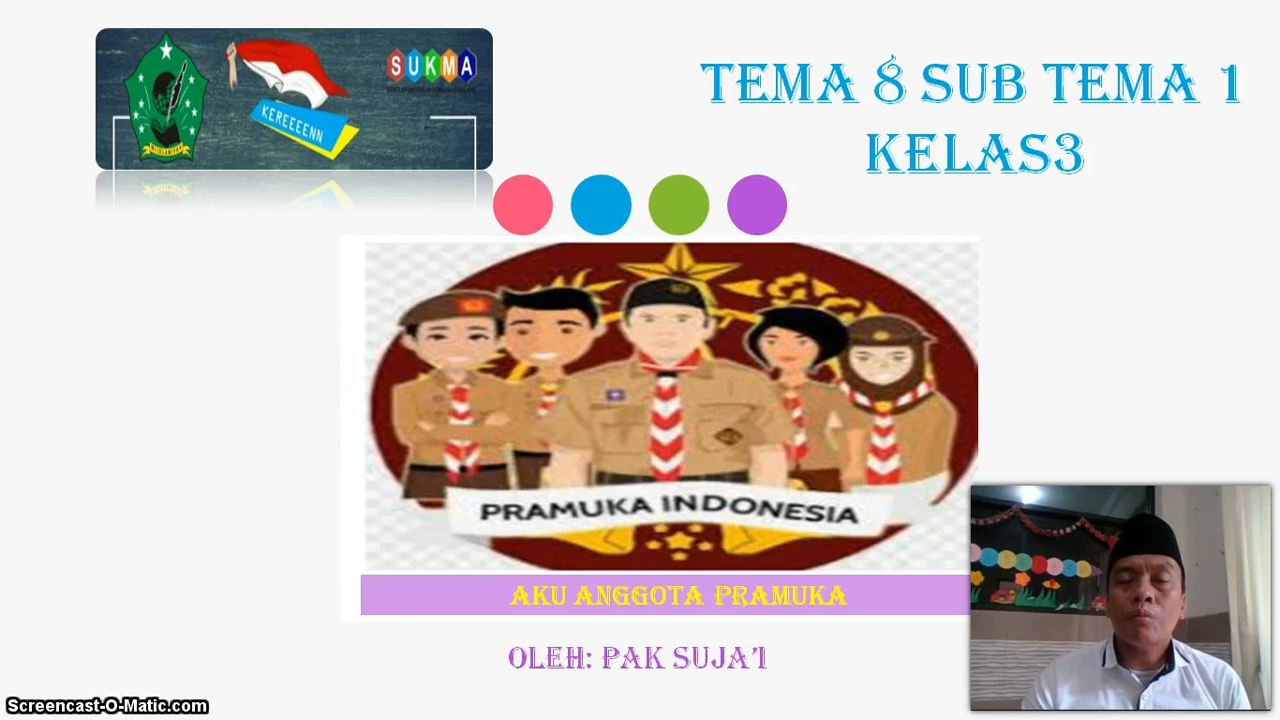 SUKMA
KEREEEENN
TEMA 8 SUB TEMA 1
KELAS3
PRAMUKA INDONESIA
AKU ANGGOTA PRAMUKA
OLEH: PAK SUJA'I
Screencast-O-Matic.com